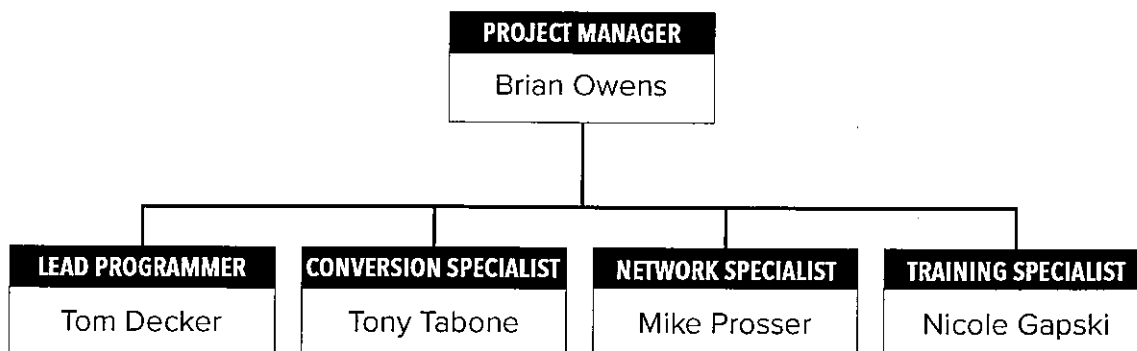 PROJECT MANAGER
Brian Owens
LEAD PROGRAMMER
Tom Decker
CONVERSION SPECIALIST
Tony Tabone
NETWORK SPECIALIST
Mike Prosser
TRAINING SPECIALIST
Nicole Gapski